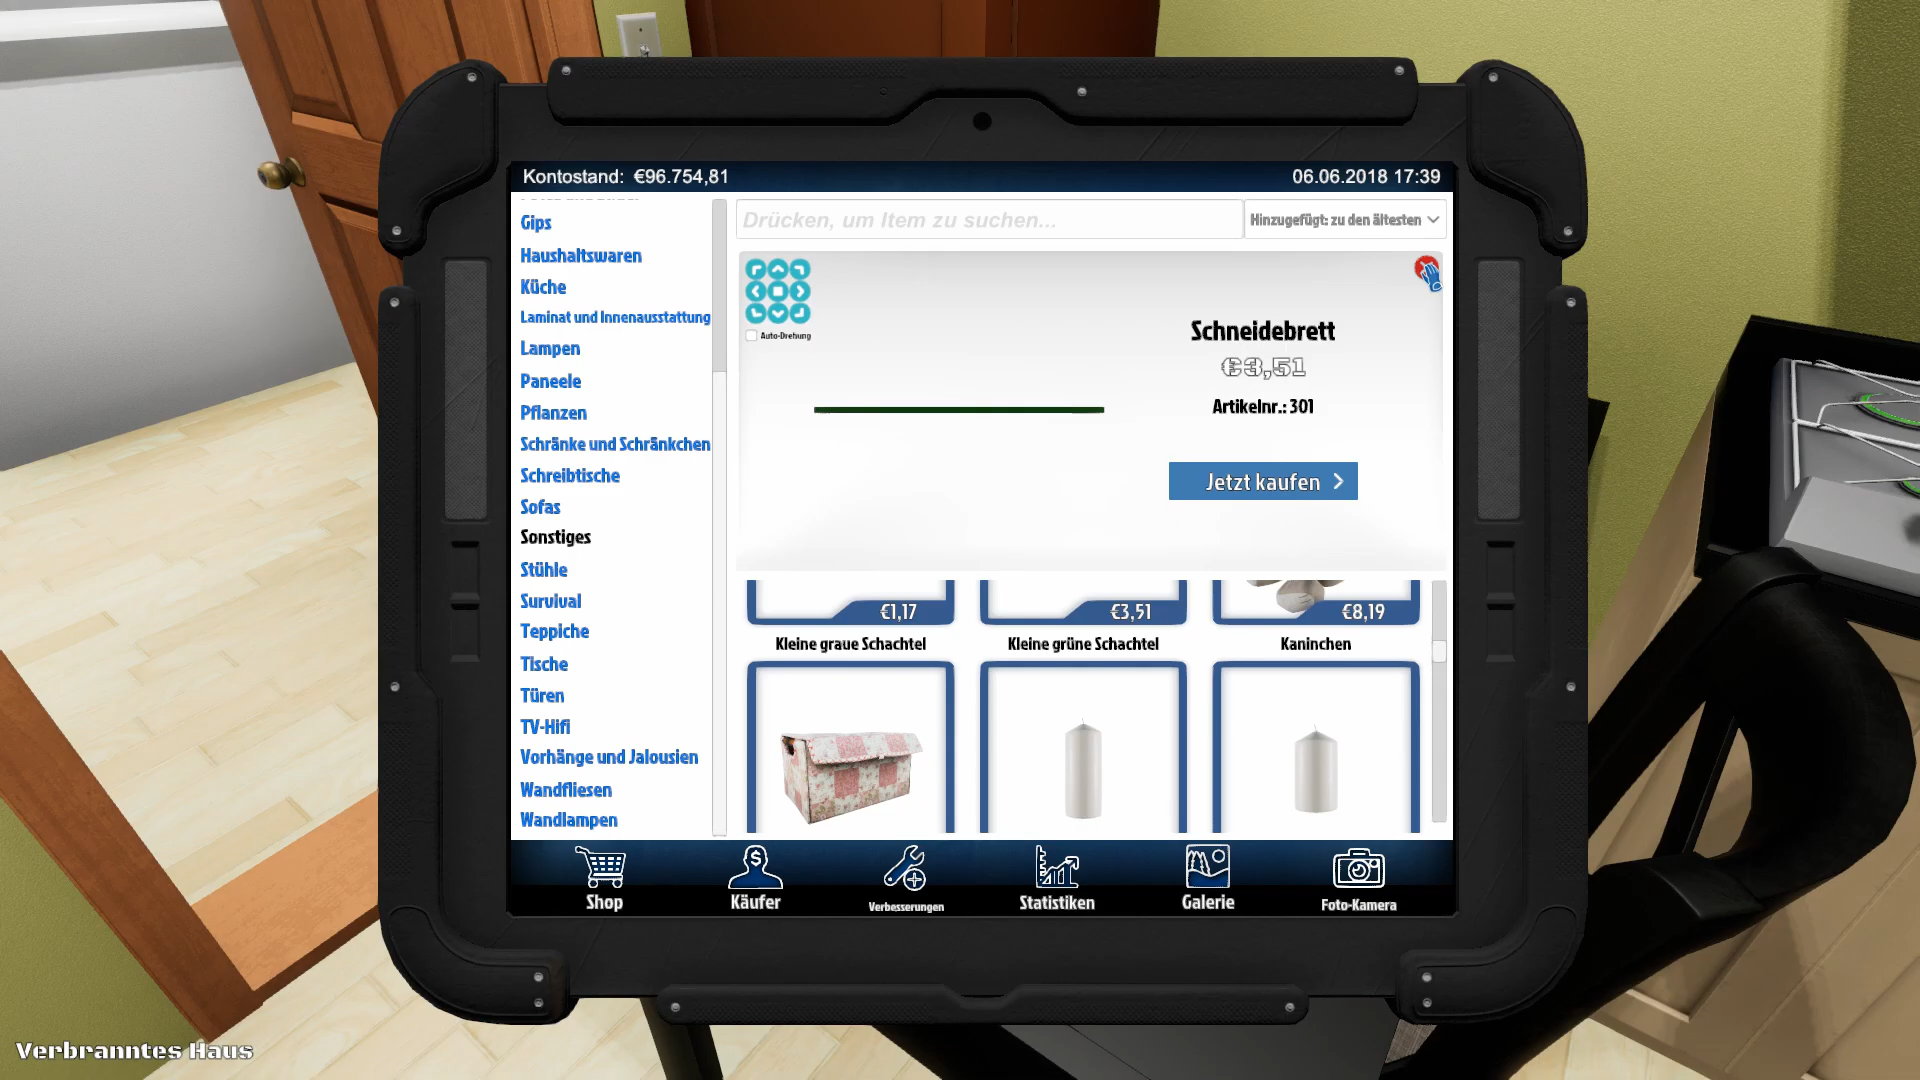 Kontostand: €96.754,81
06.06.2018 17:39
Gips
Haushaltswaren
Küche
Laminat und Innenausstattung
Lampen
Paneele
Pflanzen
Schränke und Schränkchen
Schreibtische
Sofas
Sonstiges
Stühle
Survival
Teppiche
Tische
Türen
TV-Hifi
Vorhänge und Jalousien
Wandfliesen
Wandlampen
Drücken, um Item zu suchen...
Hinzugefügt: zu den ältesten
Auto-Drehung
Schneidebrett
€3,51
Artikelnr.: 301
Jetzt kaufen
€1,17
€3,51
€8,19
Kleine graue Schachtel
Kleine grüne Schachtel
Kaninchen
Shop
Käufer
Verbesserungen
Statistiken
Galerie
Foto-Kamera
Verbranntes Haus